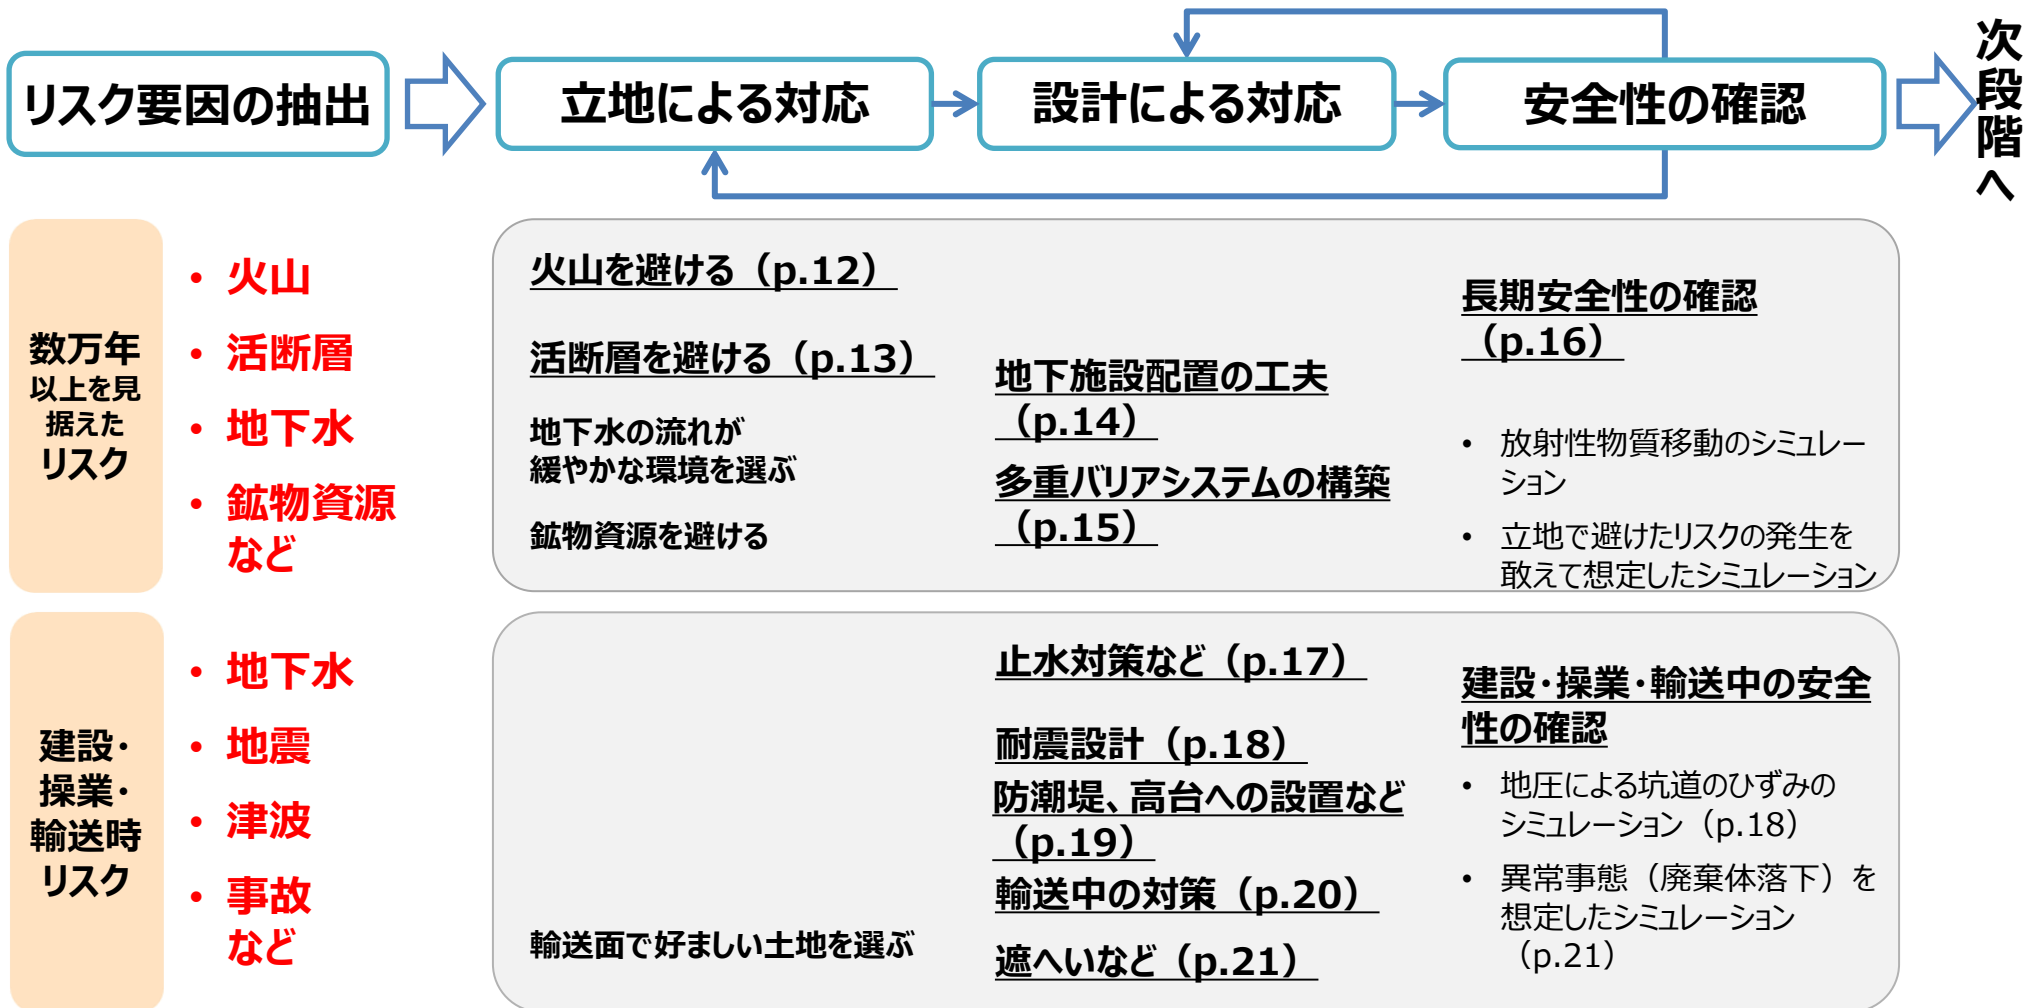 リスク要因の抽出
立地による対応
設計による対応
安全性の確認
次段階へ
数万年
以上を見
据えた
リスク
• 火山
• 活断層
• 地下水
• 鉱物資源
など
火山を避ける（p.12）
活断層を避ける（p.13）
地下水の流れが
緩やかな環境を選ぶ
鉱物資源を避ける
地下施設配置の工夫
（p.14）
多重バリアシステムの構築
（p.15）
長期安全性の確認
（p.16）
• 放射性物質移動のシミュレー
ション
• 立地で避けたリスクの発生を
敢えて想定したシミュレーション
建設・
操業・
輸送時
リスク
• 地下水
• 地震
• 津波
• 事故
など
輸送面で好ましい土地を選ぶ
止水対策など（p.17）
耐震設計（p.18）
防潮堤、高台への設置など
（p.19）
輸送中の対策（p.20）
遮へいなど（p.21）
建設・操業・輸送中の安全
性の確認
• 地圧による坑道のひずみの
シミュレーション（p.18）
• 異常事態（廃棄体落下）を
想定したシミュレーション
（p.21）